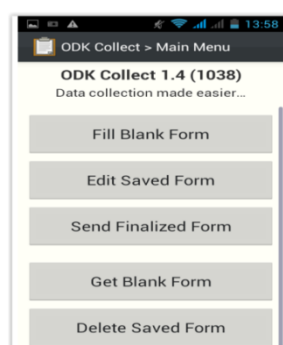 13:58
ODK Collect > Main Menu
ODK Collect 1.4 (1038)
Data collection made easier...
Fill Blank Form
Edit Saved Form
Send Finalized Form
Get Blank Form
Delete Saved Form